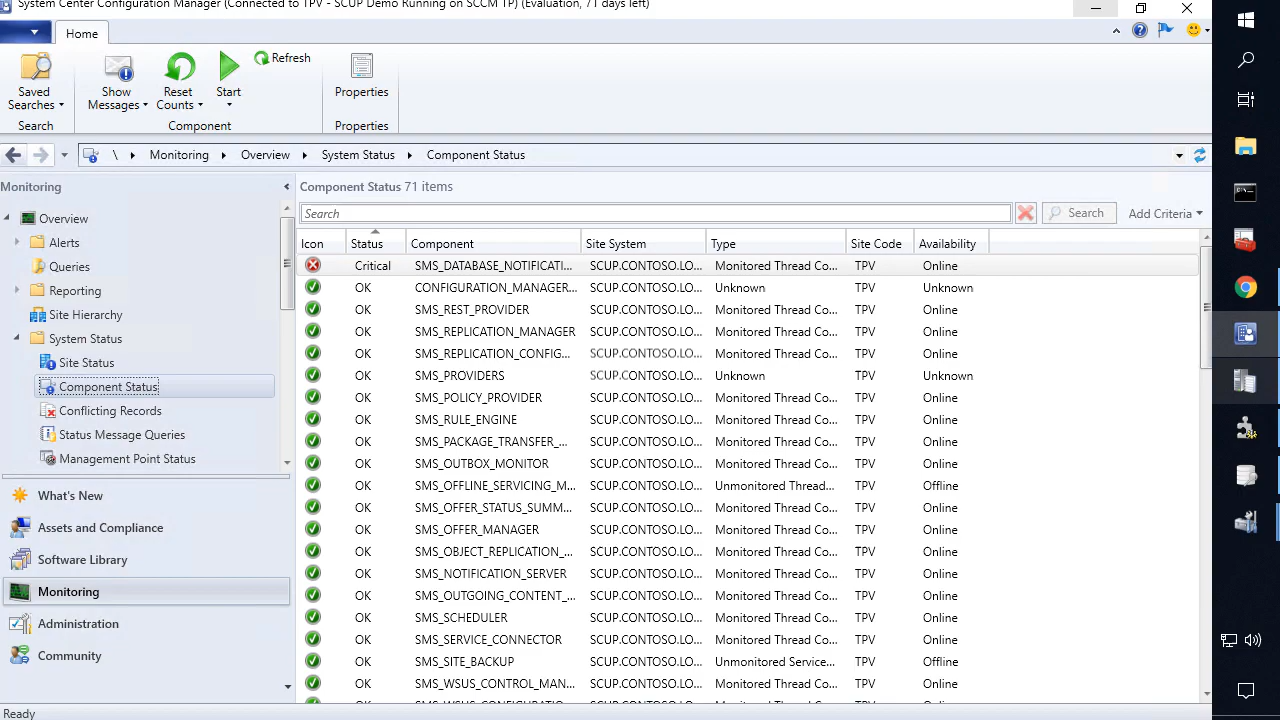 System Center Configuration Manager (Connected to TPV - SCUP Demo Running on SCCM TP) (Evaluation, 71 days left)
Home
Saved Searches
Show Messages
Reset Counts
Start
Refresh
Properties
Search
Component
Properties
\ Monitoring Overview System Status Component Status
Monitoring
Overview
Alerts
Queries
Reporting
Site Hierarchy
System Status
Site Status
Component Status
Conflicting Records
Status Message Queries
Management Point Status
What's New
Assets and Compliance
Software Library
Monitoring
Administration
Community
Component Status 71 items
Search
Search
Add Criteria
Icon Status Component Site System Type Site Code Availability
Critical SMS_DATABASE_NOTIFICATI... SCUP.CONTOSO.LO... Monitored Thread Co... TPV Online
OK CONFIGURATION_MANAGER... SCUP.CONTOSO.LO... Unknown TPV Unknown
OK SMS_REST_PROVIDER SCUP.CONTOSO.LO... Monitored Thread Co... TPV Online
OK SMS_REPLICATION_MANAGER SCUP.CONTOSO.LO... Monitored Thread Co... TPV Online
OK SMS_REPLICATION_CONFIG... SCUP.CONTOSO.LO... Monitored Thread Co... TPV Online
OK SMS_PROVIDERS SCUP.CONTOSO.LO... Unknown TPV Unknown
OK SMS_POLICY_PROVIDER SCUP.CONTOSO.LO... Monitored Thread Co... TPV Online
OK SMS_RULE_ENGINE SCUP.CONTOSO.LO... Monitored Thread Co... TPV Online
OK SMS_PACKAGE_TRANSFER_... SCUP.CONTOSO.LO... Monitored Thread Co... TPV Online
OK SMS_OUTBOX_MONITOR SCUP.CONTOSO.LO... Monitored Thread Co... TPV Online
OK SMS_OFFLINE_SERVICING_M... SCUP.CONTOSO.LO... Unmonitored Threa... TPV Offline
OK SMS_OFFER_STATUS_SUMM... SCUP.CONTOSO.LO... Monitored Thread Co... TPV Online
OK SMS_OFFER_MANAGER SCUP.CONTOSO.LO... Monitored Thread Co... TPV Online
OK SMS_OBJECT_REPLICATION_... SCUP.CONTOSO.LO... Monitored Thread Co... TPV Online
OK SMS_NOTIFICATION_SERVER SCUP.CONTOSO.LO... Monitored Thread Co... TPV Online
OK SMS_OUTGOING_CONTENT_... SCUP.CONTOSO.LO... Monitored Thread Co... TPV Online
OK SMS_SCHEDULER SCUP.CONTOSO.LO... Monitored Thread Co... TPV Online
OK SMS_SERVICE_CONNECTOR SCUP.CONTOSO.LO... Monitored Thread Co... TPV Online
OK SMS_SITE_BACKUP SCUP.CONTOSO.LO... Unmonitored Service... TPV Offline
OK SMS_WSUS_CONTROL_MAN... SCUP.CONTOSO.LO... Monitored Thread Co... TPV Online
Ready